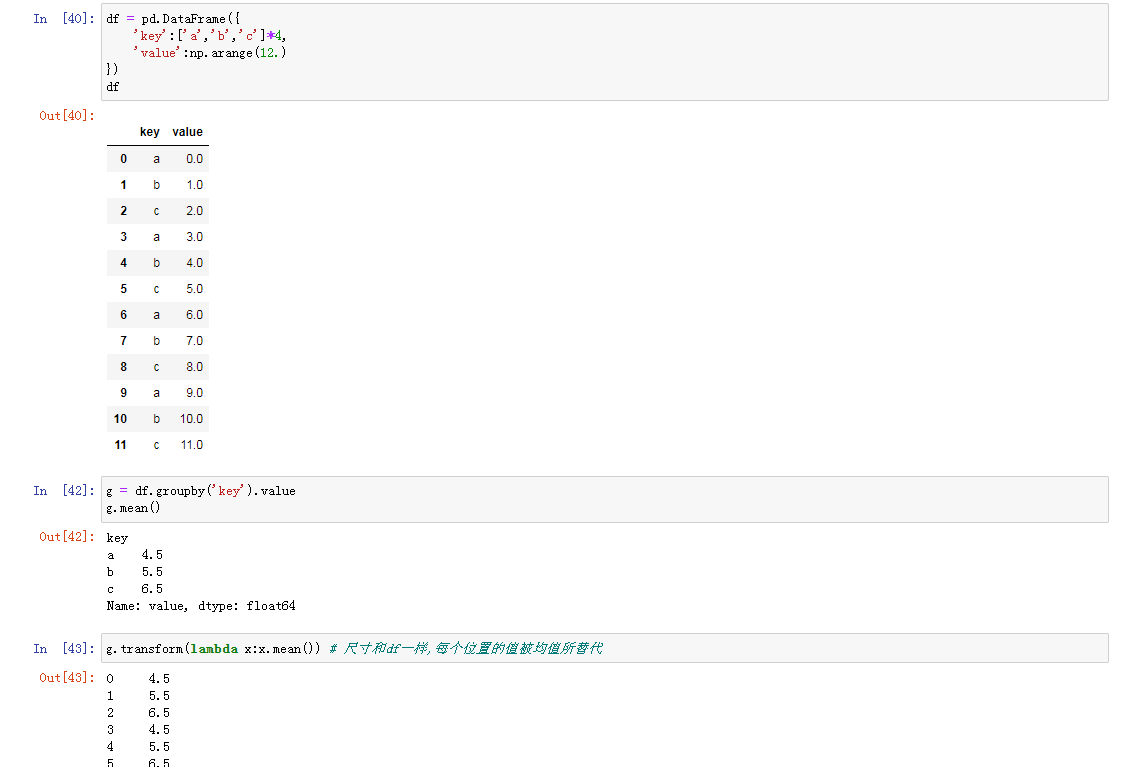 In [40]: df = pd.DataFrame({
'key':['a','b','c']*4,
'value':np.arange(12.)
})
df
Out[40]:
key value
0 a 0.0
1 b 1.0
2 c 2.0
3 a 3.0
4 b 4.0
5 c 5.0
6 a 6.0
7 b 7.0
8 c 8.0
9 a 9.0
10 b 10.0
11 c 11.0
In [42]: g = df.groupby('key').value
g.mean()
Out[42]: key
a 4.5
b 5.5
c 6.5
Name: value, dtype: float64
In [43]: g.transform(lambda x:x.mean()) # 尺寸和df一样,每个位置的值被均值所替代
Out[43]: 0 4.5
1 5.5
2 6.5
3 4.5
4 5.5
5 6.5